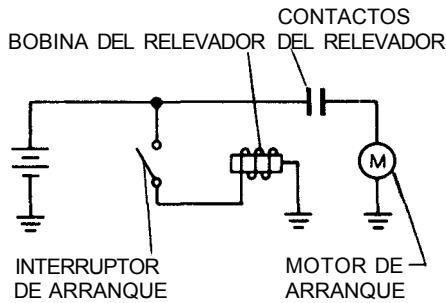 CONTACTOS
BOBINA DEL RELEVADOR
DEL RELEVADOR
M
INTERRUPTOR
DE ARRANQUE
MOTOR DE
ARRANQUE